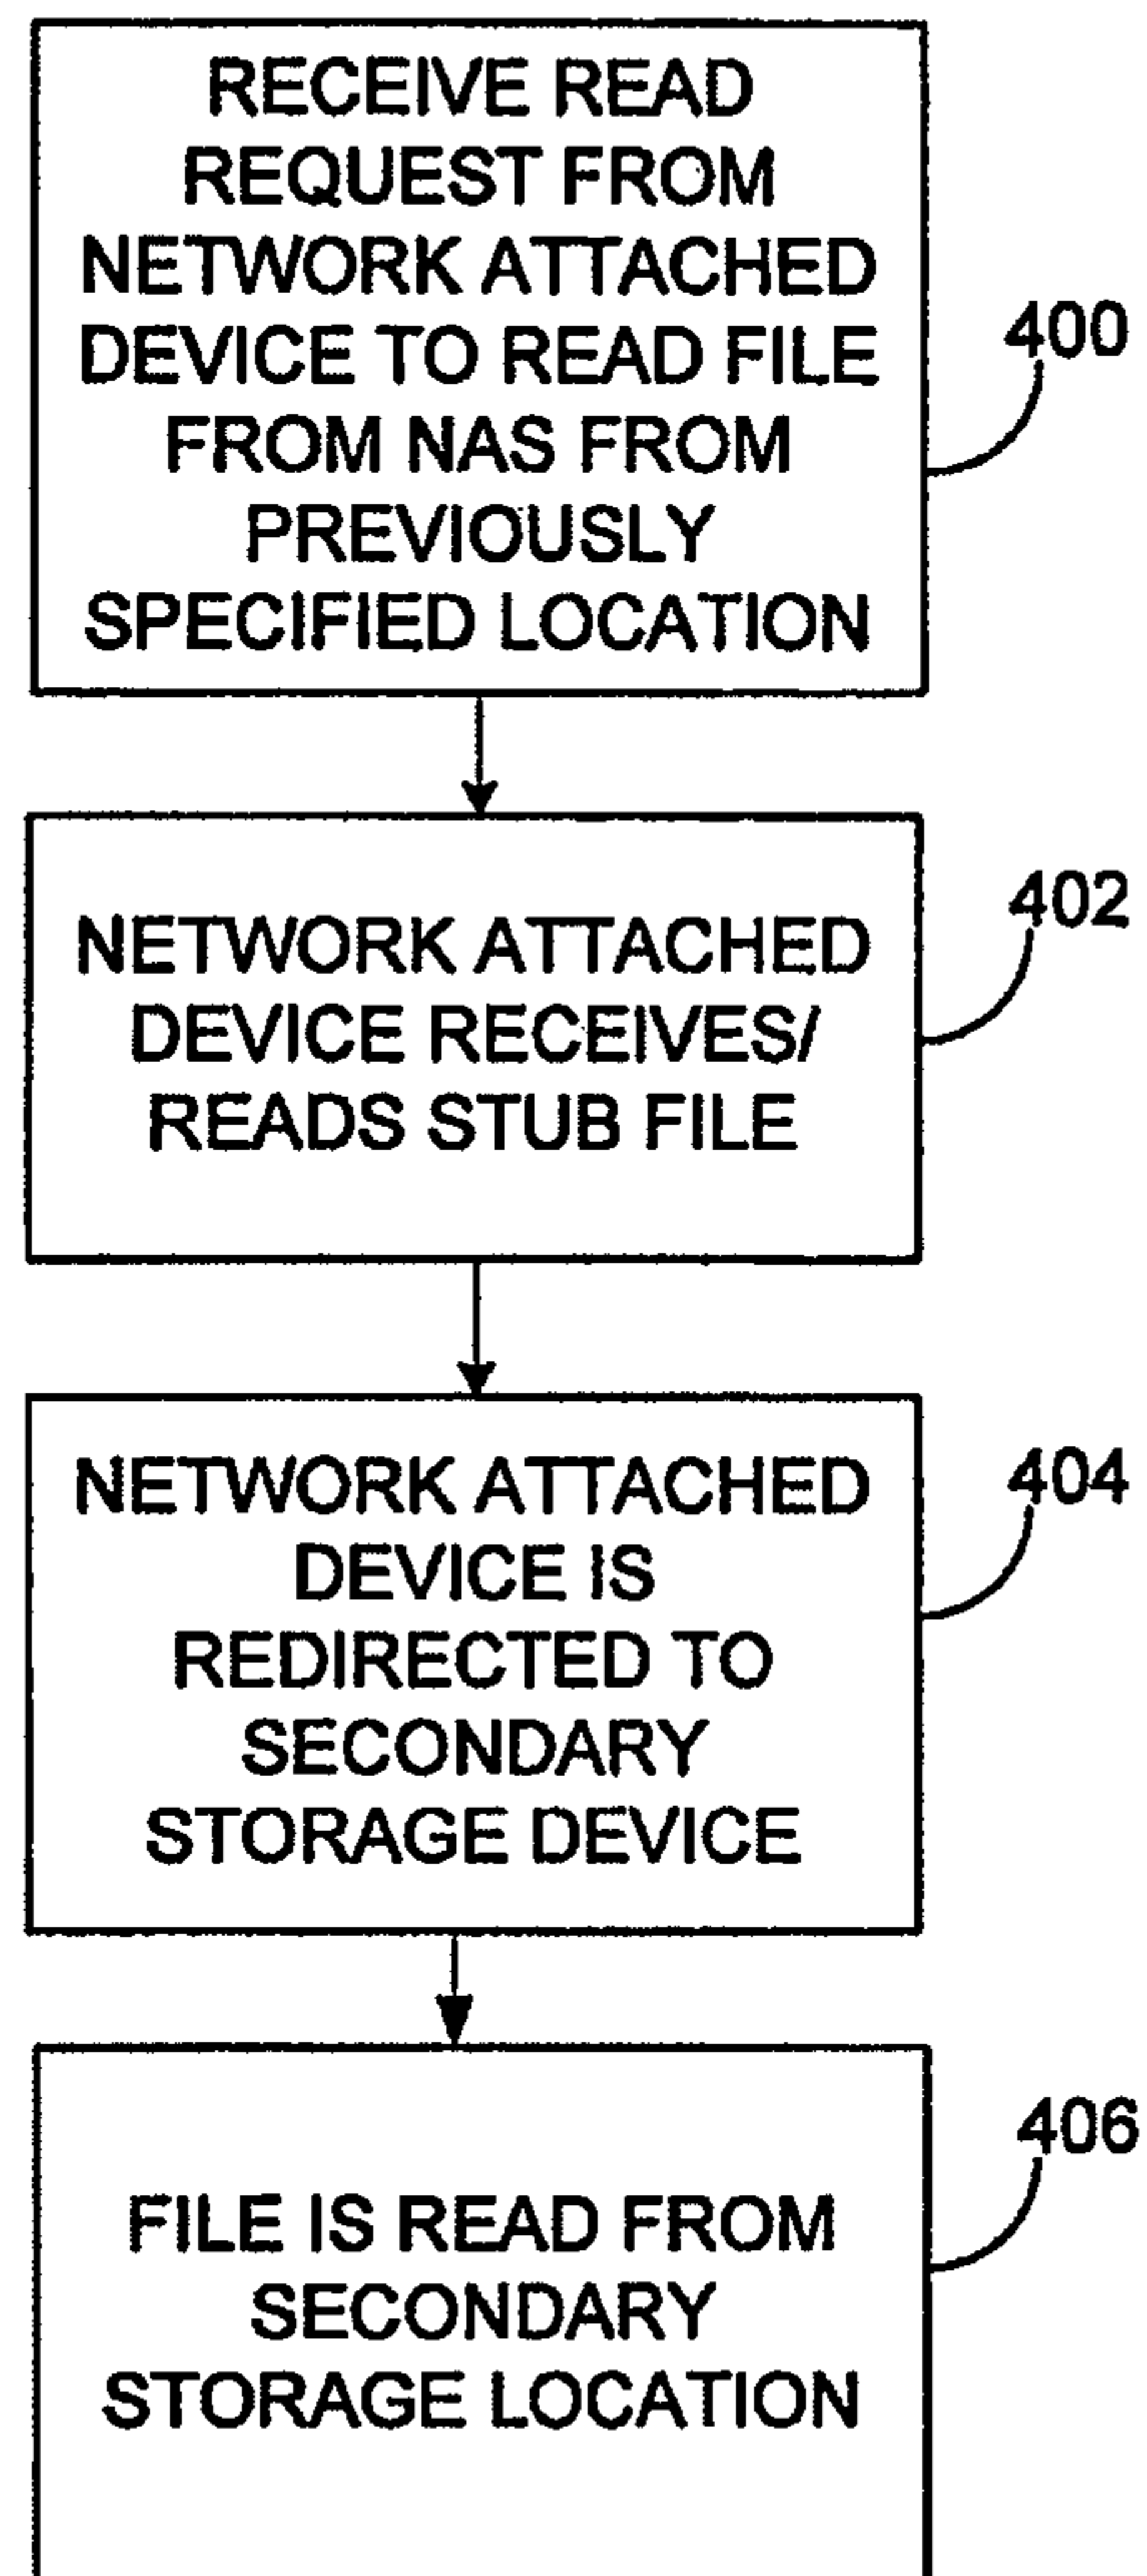 RECEIVE READ
REQUEST FROM
NETWORK ATTACHED
DEVICE TO READ FILE
FROM NAS FROM
PREVIOUSLY
SPECIFIED LOCATION
400
NETWORK ATTACHED
DEVICE RECEIVES/
READS STUB FILE
402
NETWORK ATTACHED
DEVICE IS
REDIRECTED TO
SECONDARY
STORAGE DEVICE
404
FILE IS READ FROM
SECONDARY
STORAGE LOCATION
406